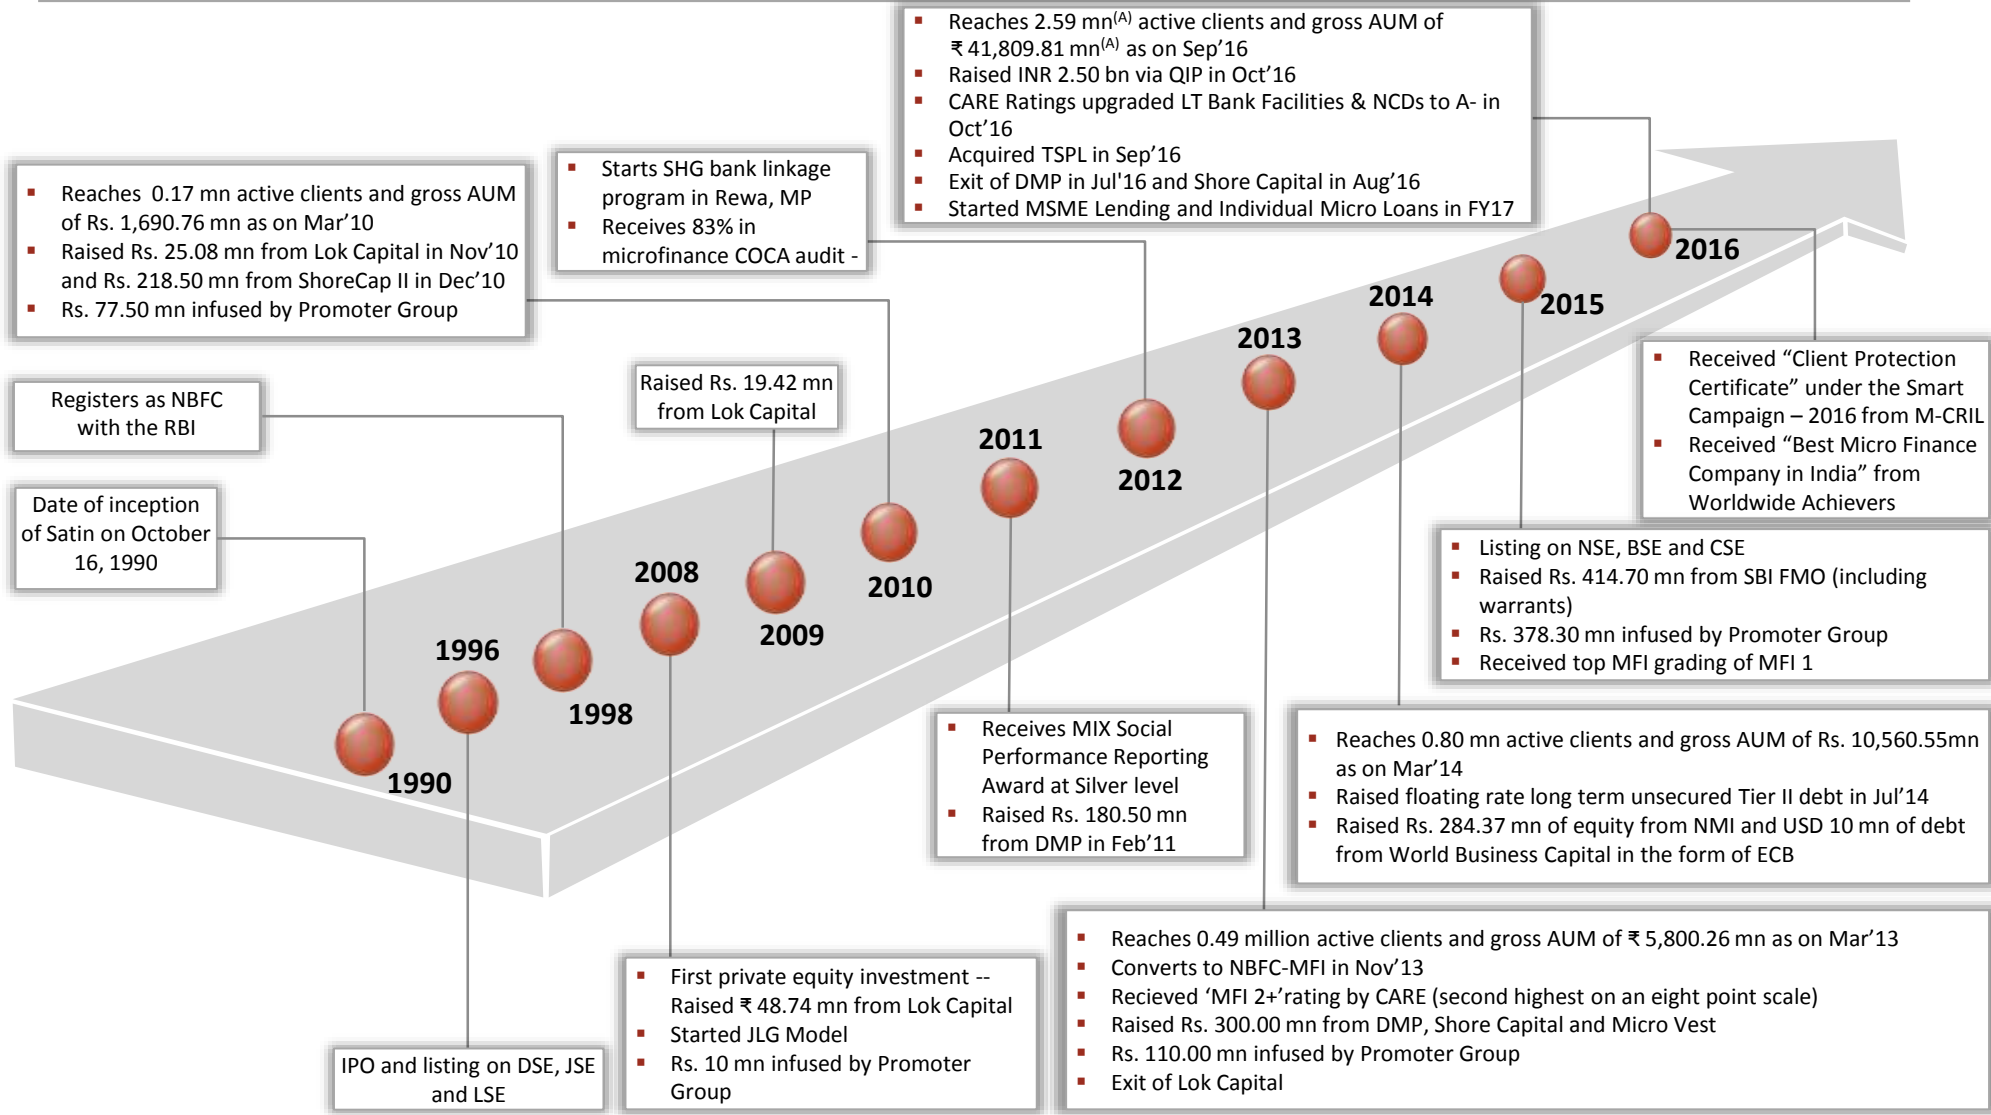 Reaches 2.59 mn(A) active clients and gross AUM of
₹ 41,809.81 mn(A) as on Sep’16
Raised INR 2.50 bn via QIP in Oct’16
CARE Ratings upgraded LT Bank Facilities & NCDs to A- in
Oct’16
Acquired TSPL in Sep’16
Exit of DMP in Jul'16 and Shore Capital in Aug’16
Started MSME Lending and Individual Micro Loans in FY17
Starts SHG bank linkage
program in Rewa, MP
Receives 83% in
microfinance COCA audit -
Reaches 0.17 mn active clients and gross AUM
of Rs. 1,690.76 mn as on Mar’10
Raised Rs. 25.08 mn from Lok Capital in Nov’10
and Rs. 218.50 mn from ShoreCap II in Dec’10
Rs. 77.50 mn infused by Promoter Group
Registers as NBFC
with the RBI
Raised Rs. 19.42 mn
from Lok Capital
Date of inception
of Satin on October
16, 1990
1990
1996
1998
2008
2009
2010
2011
2012
2013
2014
2015
2016
Received “Client Protection
Certificate” under the Smart
Campaign – 2016 from M-CRIL
Received “Best Micro Finance
Company in India” from
Worldwide Achievers
Listing on NSE, BSE and CSE
Raised Rs. 414.70 mn from SBI FMO (including
warrants)
Rs. 378.30 mn infused by Promoter Group
Received top MFI grading of MFI 1
Receives MIX Social
Performance Reporting
Award at Silver level
Raised Rs. 180.50 mn
from DMP in Feb’11
Reaches 0.80 mn active clients and gross AUM of Rs. 10,560.55mn
as on Mar’14
Raised floating rate long term unsecured Tier II debt in Jul’14
Raised Rs. 284.37 mn of equity from NMI and USD 10 mn of debt
from World Business Capital in the form of ECB
Reaches 0.49 million active clients and gross AUM of ₹ 5,800.26 mn as on Mar’13
Converts to NBFC-MFI in Nov’13
Recieved ‘MFI 2+’rating by CARE (second highest on an eight point scale)
Raised Rs. 300.00 mn from DMP, Shore Capital and Micro Vest
Rs. 110.00 mn infused by Promoter Group
Exit of Lok Capital
First private equity investment --
Raised ₹ 48.74 mn from Lok Capital
Started JLG Model
Rs. 10 mn infused by Promoter
Group
IPO and listing on DSE, JSE
and LSE